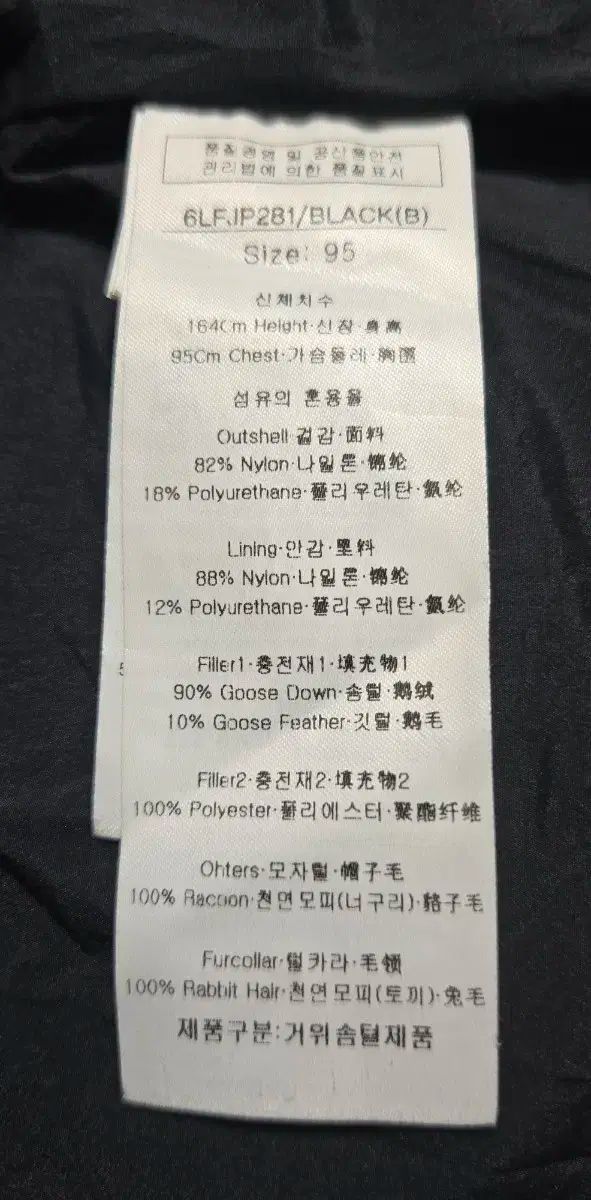 품질경영 및 공산품안전
관리법에 의한 품질표시
6LFJP281/BLACK(B)
Size: 95
신체치수
164Cm Height·신장·身高
95Cm Chest·가슴둘레·胸围
섬유의 혼용율
Outshell·겉감·面料
82% Nylon·나일론·锦纶
18% Polyurethane·폴리우레탄·氨纶
Lining·안감·里料
88% Nylon·나일론·锦纶
12% Polyurethane·폴리우레탄·氨纶
Filler1·충전재1·填充物1
90% Goose Down·솜털·鹅绒
10% Goose Feather·깃털·鹅毛
Filler2·충전재2·填充物2
100% Polyester·폴리에스터·聚酯纤维
Ohters·모자털·帽子毛
100% Racoon·천연모피(너구리)·貉子毛
Furcollar·털카라·毛领
100% Rabbit Hair·천연모피(토끼)·兔毛
제품구분:거위솜털제품